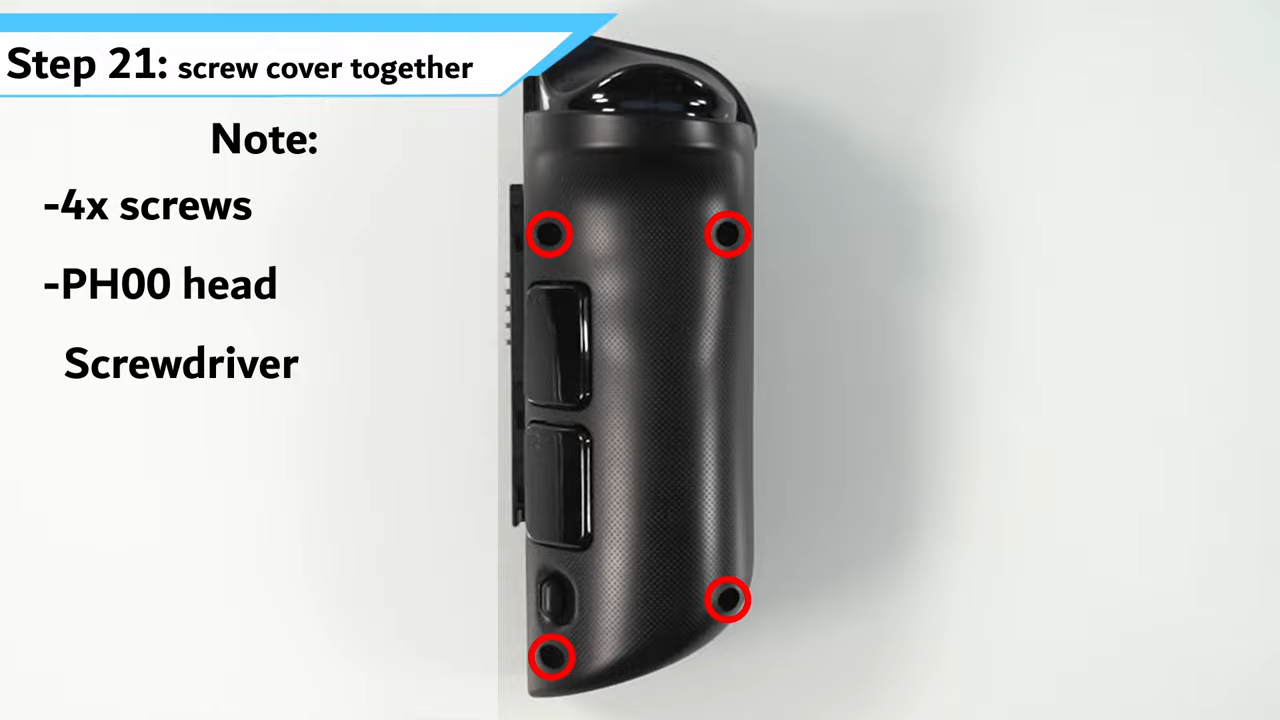 Step 21: screw cover together
Note:
-4x screws
-PH00 head
Screwdriver